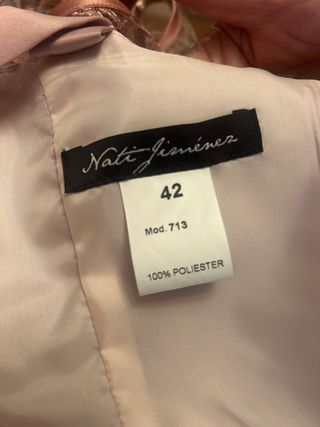 Nati Jiménez
42
Mod. 713
100% POLIESTER